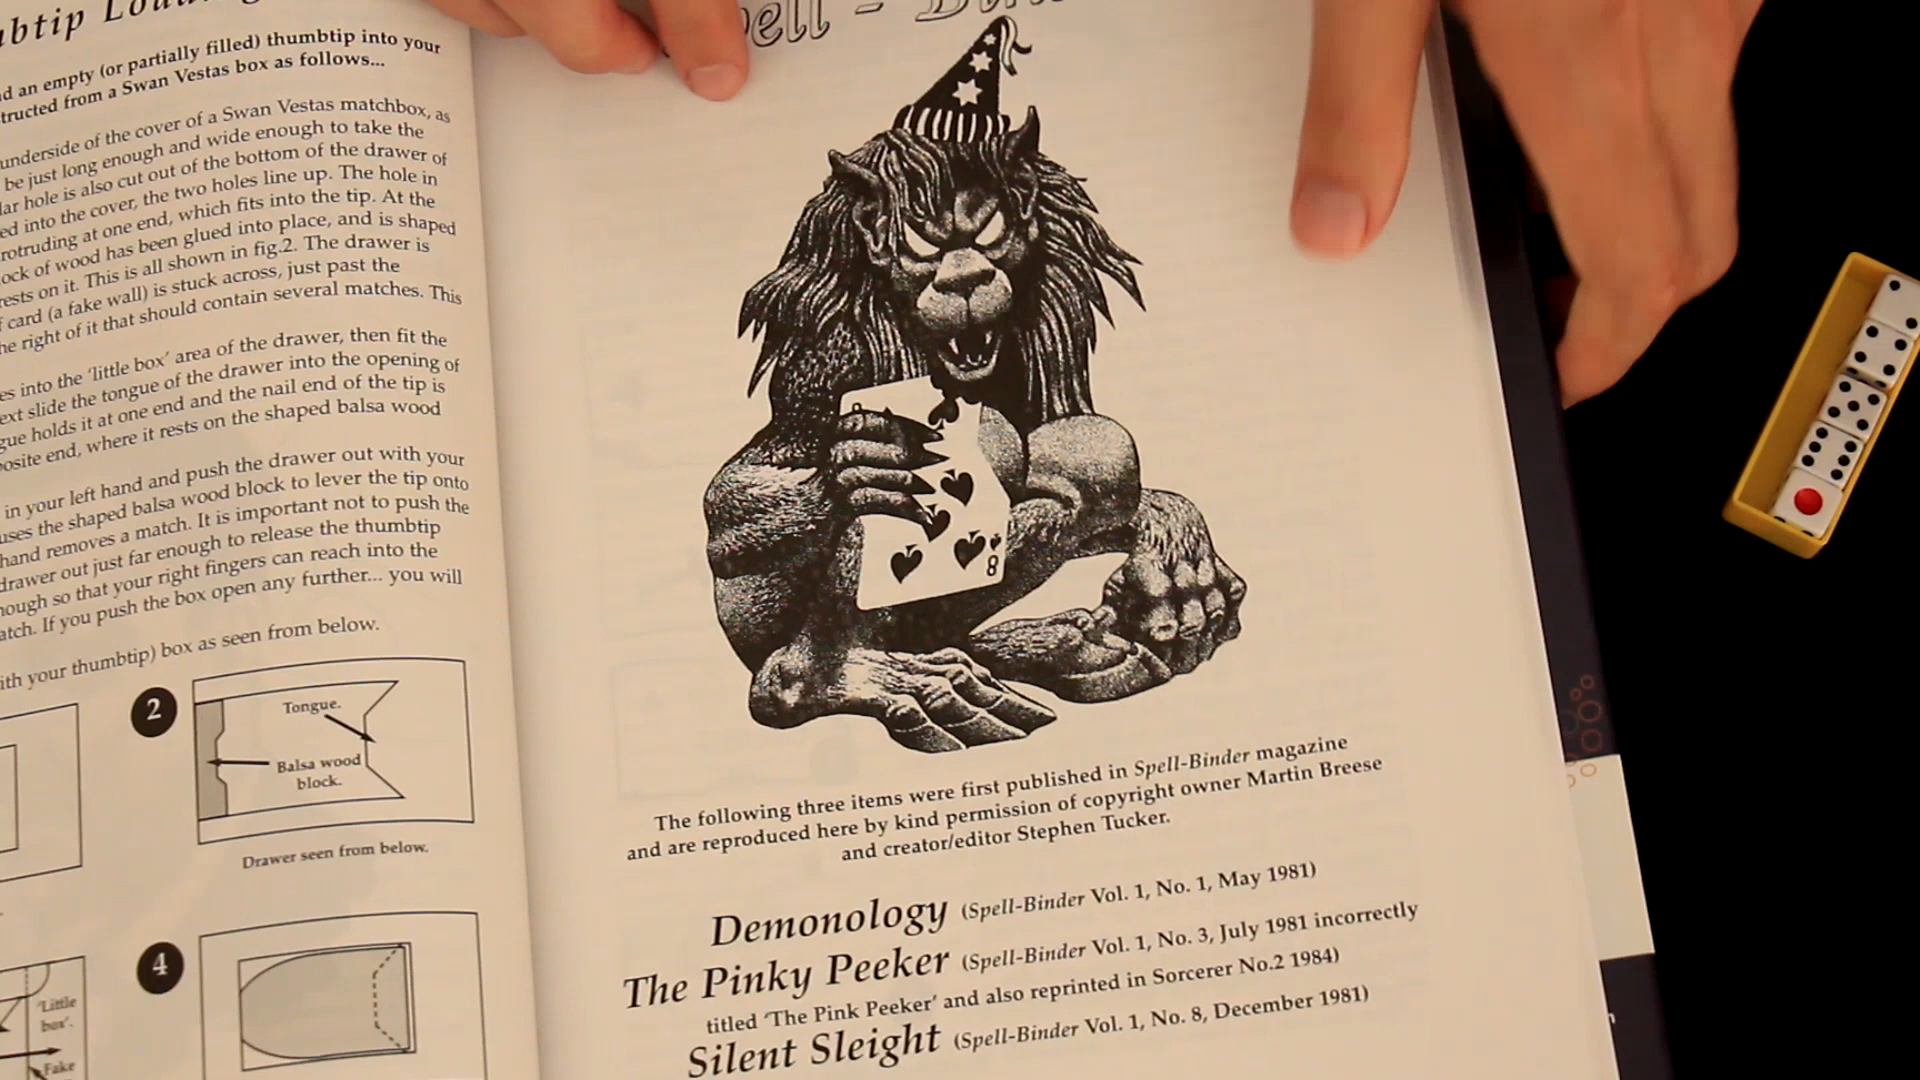 nd an empty (or partially filled) thumbtip into your
tructed from a Swan Vestas box as follows...
underside of the cover of a Swan Vestas matchbox, as
be just long enough and wide enough to take the
lar hole is also cut out of the bottom of the drawer of
ed into the cover, the two holes line up. The hole in
rotruding at one end, which fits into the tip. At the
ock of wood has been glued into place, and is shaped
rests on it. This is all shown in fig.2. The drawer is
f card (a fake wall) is stuck across, just past the
he right of it that should contain several matches. This
es into the 'little box' area of the drawer, then fit the
ext slide the tongue of the drawer into the opening of
gue holds it at one end and the nail end of the tip is
posite end, where it rests on the shaped balsa wood
in your left hand and push the drawer out with your
uses the shaped balsa wood block to lever the tip onto
hand removes a match. It is important not to push the
drawer out just far enough to release the thumbtip
nough so that your right fingers can reach into the
atch. If you push the box open any further... you will
ith your thumbtip) box as seen from below.
2
Tongue.
Balsa wood
block.
Drawer seen from below.
4
'Little
box'.
Fake
8
The following three items were first published in Spell-Binder magazine
and are reproduced here by kind permission of copyright owner Martin Breese
and creator/editor Stephen Tucker.
Demonology (Spell-Binder Vol. 1, No. 1, May 1981)
The Pinky Peeker (Spell-Binder Vol. 1, No. 3, July 1981 incorrectly
titled 'The Pink Peeker' and also reprinted in Sorcerer No.2 1984)
Silent Sleight (Spell-Binder Vol. 1, No. 8, December 1981)